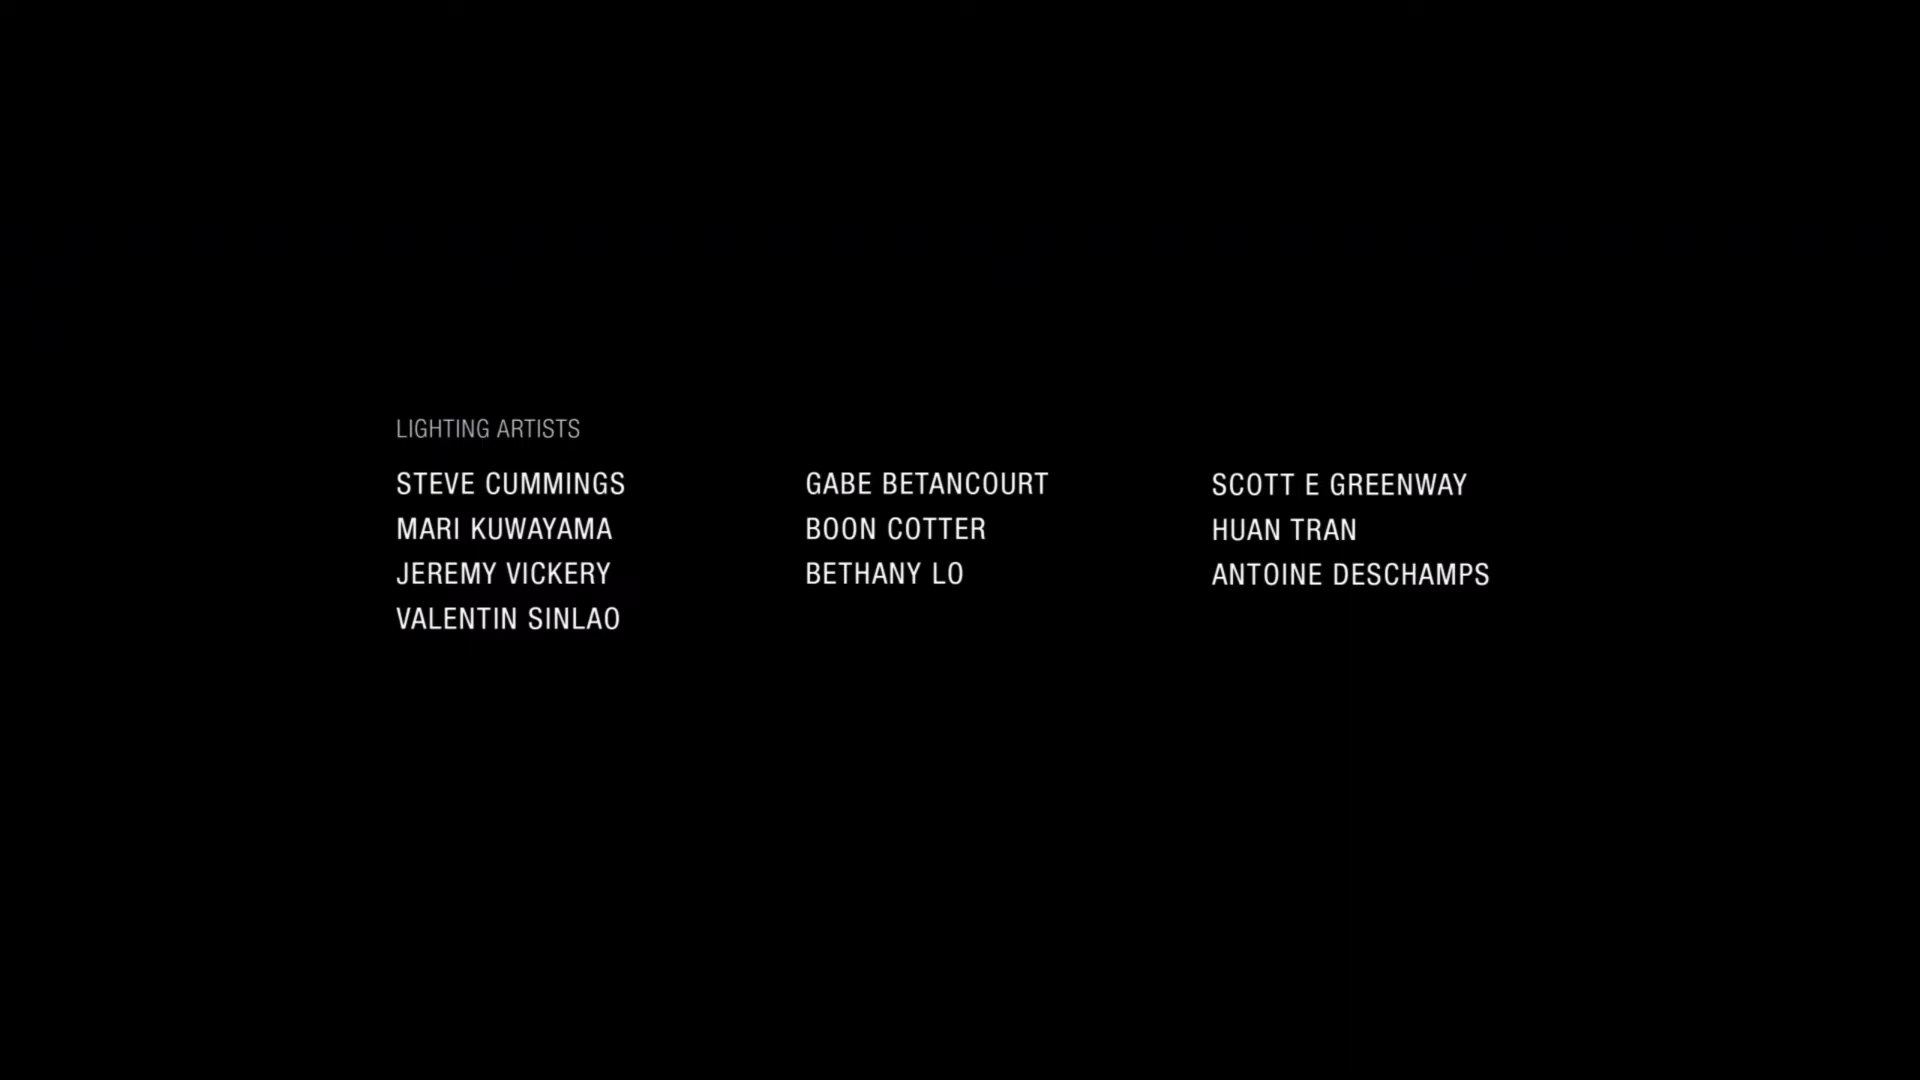 LIGHTING ARTISTS
STEVE CUMMINGS
MARI KUWAYAMA
JEREMY VICKERY
VALENTIN SINLAO
GABE BETANCOURT
BOON COTTER
BETHANY LO
SCOTT E GREENWAY
HUAN TRAN
ANTOINE DESCHAMPS